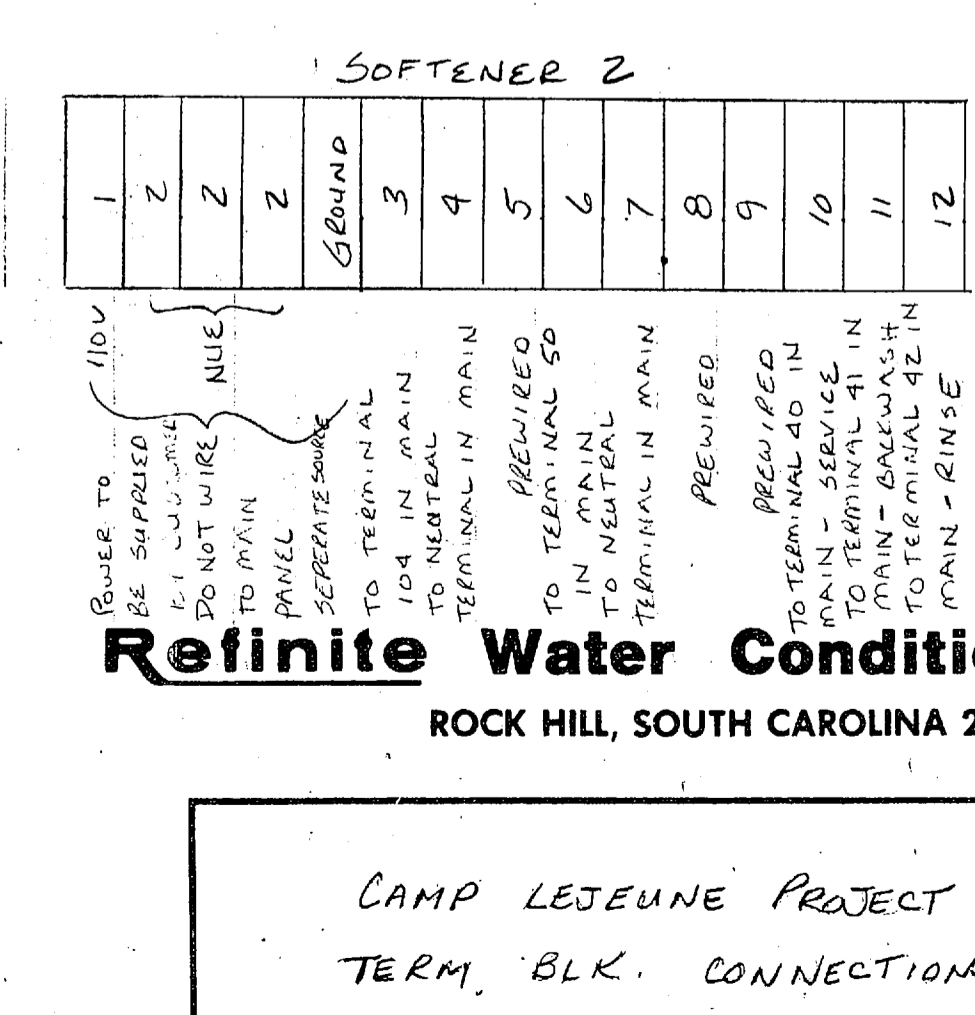 SOFTENER 2
1
2
2
2
GROUND
3
4
5
6
7
8
9
10
11
12
110V
NUE
POWER TO
BE SUPPLIED
DO NOT WIRE
TO MAIN
PANEL
SEPERATE SOURCE
TO TERMINAL
104 IN MAIN
TO NEUTRAL
TERMINAL IN MAIN
PREWIRED
TO TERMINAL 50
IN MAIN
TO NEUTRAL
TERMINAL IN MAIN
PREWIRED
PREWIRED
TO TERMINAL 40 IN
MAIN - SERVICE
TO TERMINAL 41 IN
MAIN - BACKWASH
TO TERMINAL 42 IN
MAIN - RINSE
Refinite Water Conditi
ROCK HILL, SOUTH CAROLINA 2
CAMP LEJEUNE PROJECT
TERM. BLK. CONNECTION